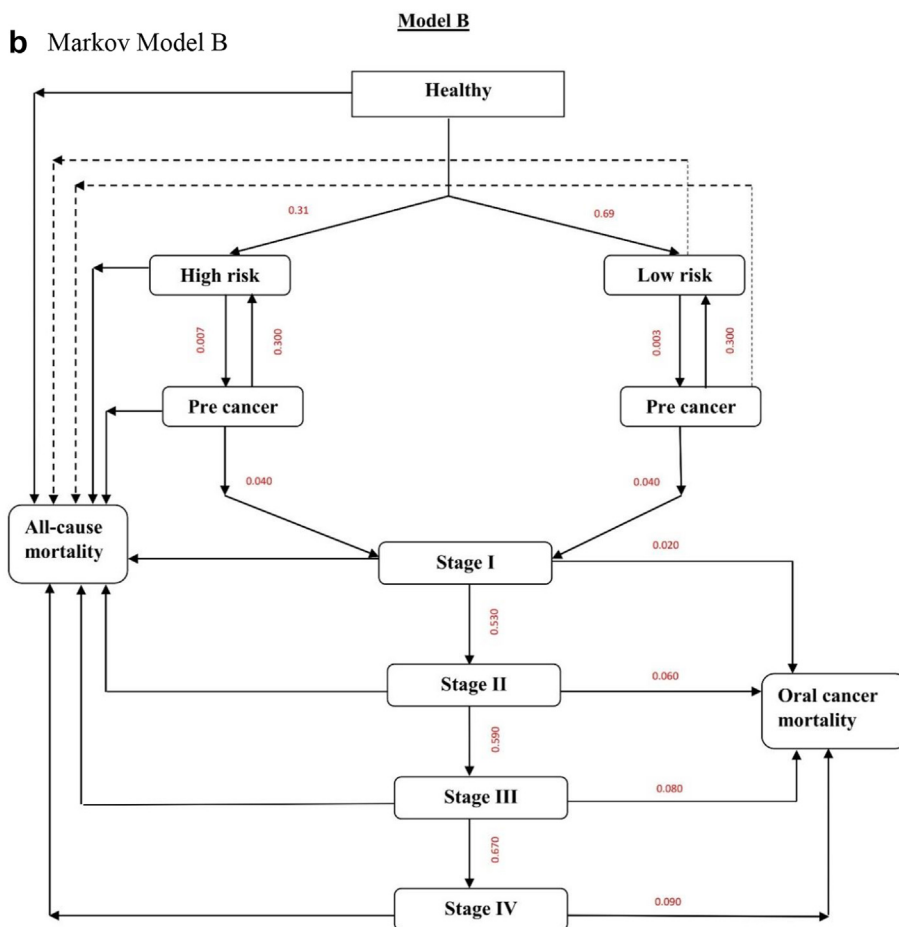 Model B
b Markov Model B
Healthy
0.31
0.69
High risk
Low risk
0.007
0.300
0.003
0.300
Pre cancer
Pre cancer
0.040
0.040
All-cause
mortality
Stage I
0.020
0.530
Stage II
0.060
Oral cancer
mortality
0.590
Stage III
0.080
0.670
Stage IV
0.090